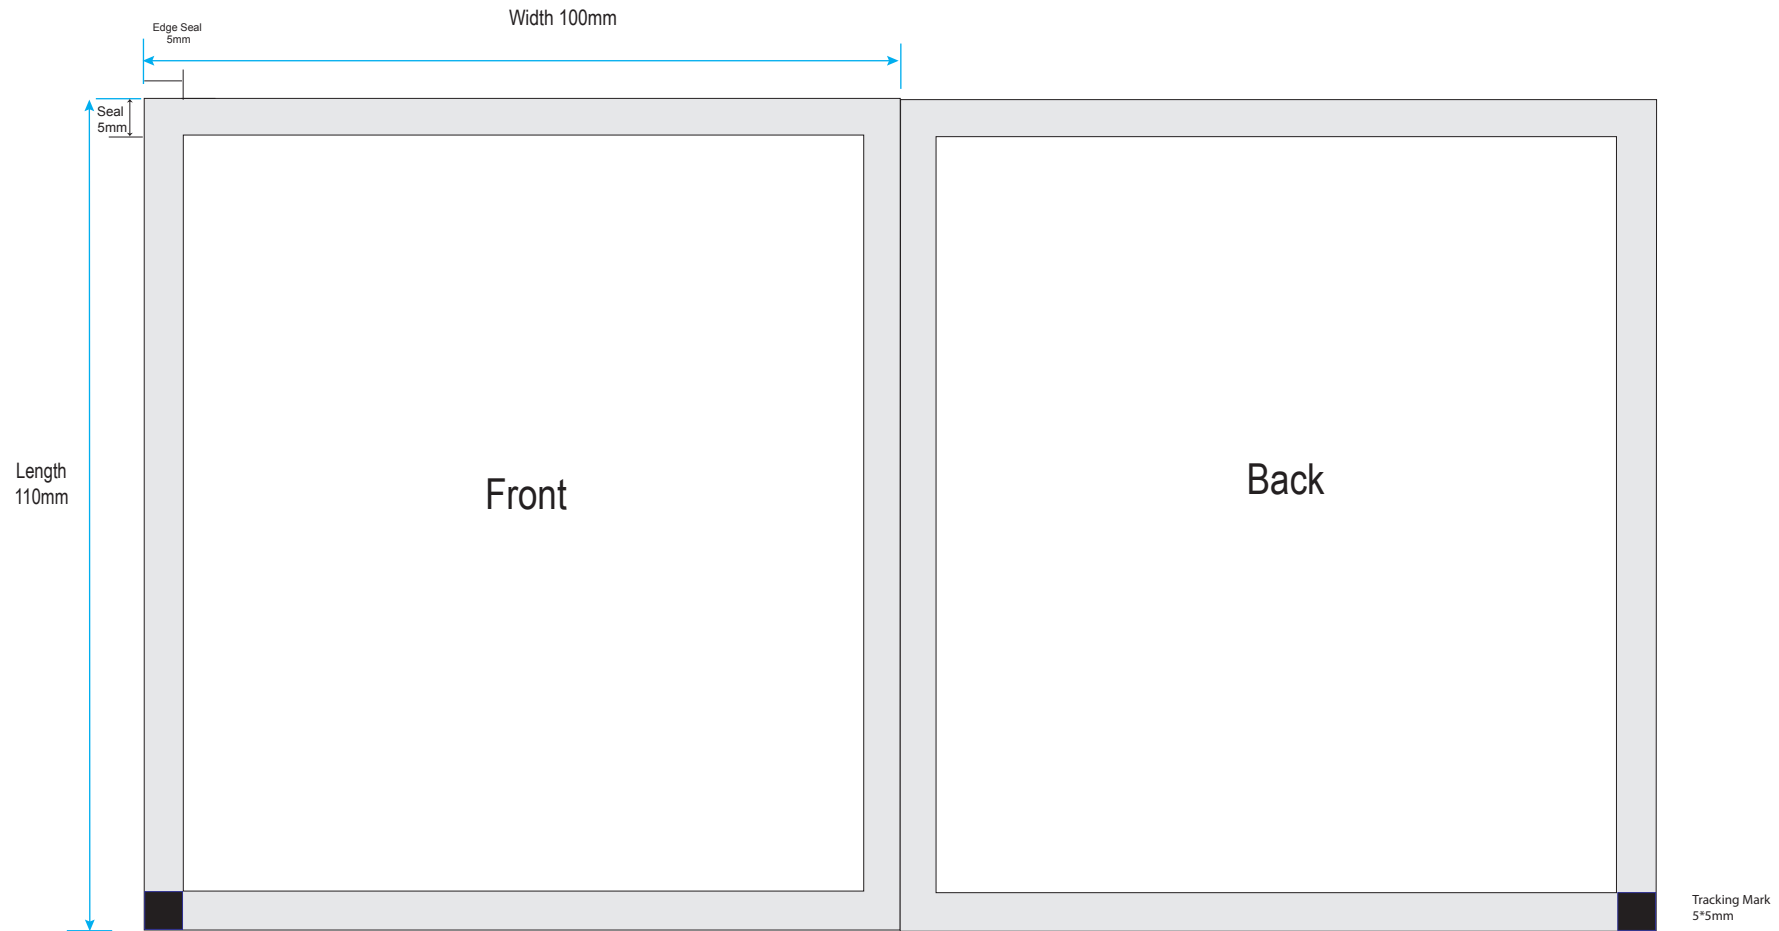 Width 100mm
Edge Seal
5mm
Seal
5mm
Front
Back
Length
110mm
Tracking Mark
5*5mm